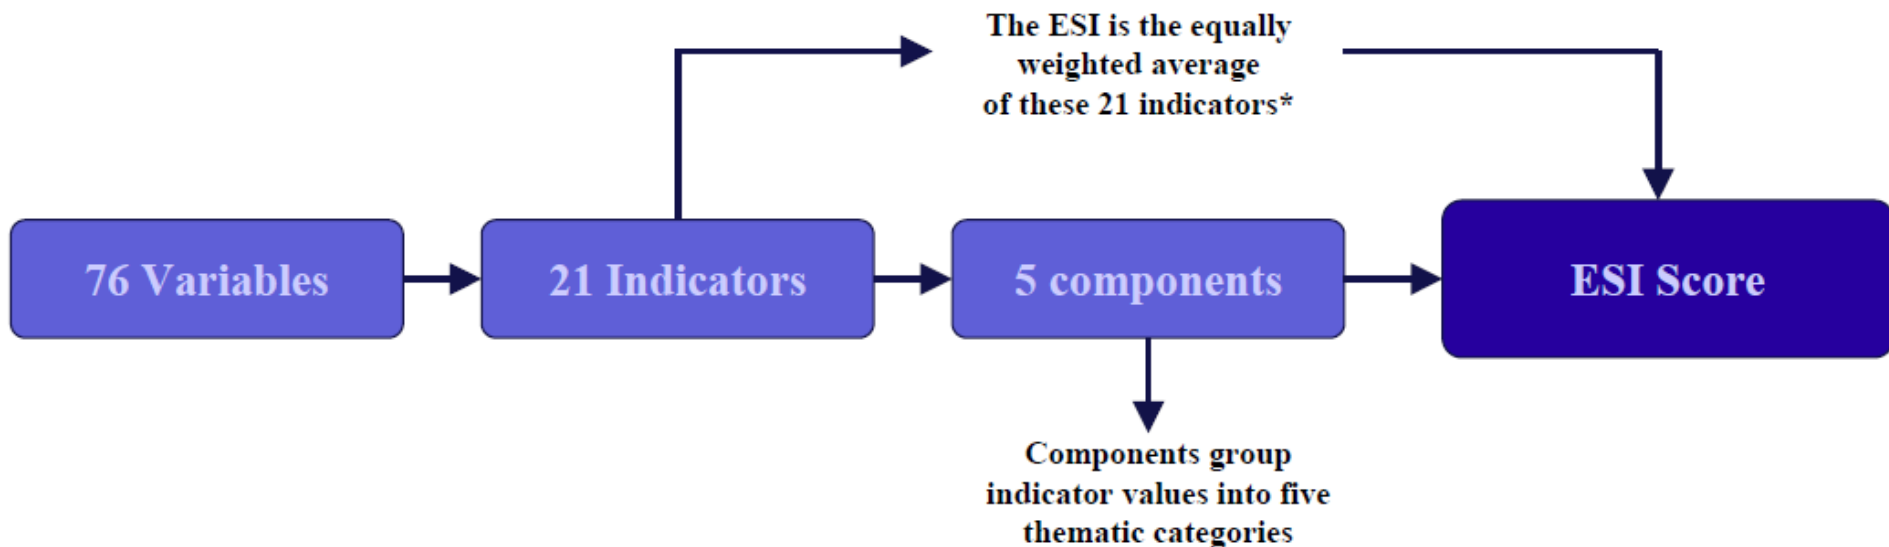 The ESI is the equally
weighted average
of these 21 indicators*
76 Variables
21 Indicators
5 components
ESI Score
Components group
indicator values into five
thematic categories